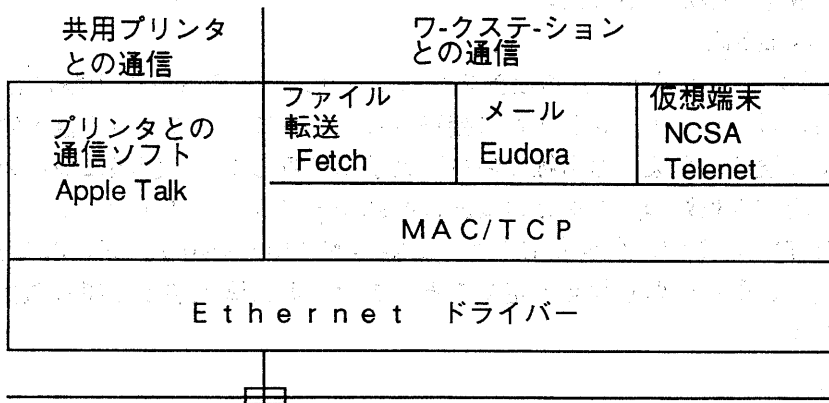 共用プリンタ
との通信
ワ-クステ-ション
との通信
プリンタとの
通信ソフト
Apple Talk
ファイル
転送
Fetch
メール
Eudora
仮想端末
NCSA
Telenet
MAC/TCP
Ethernet ドライバー